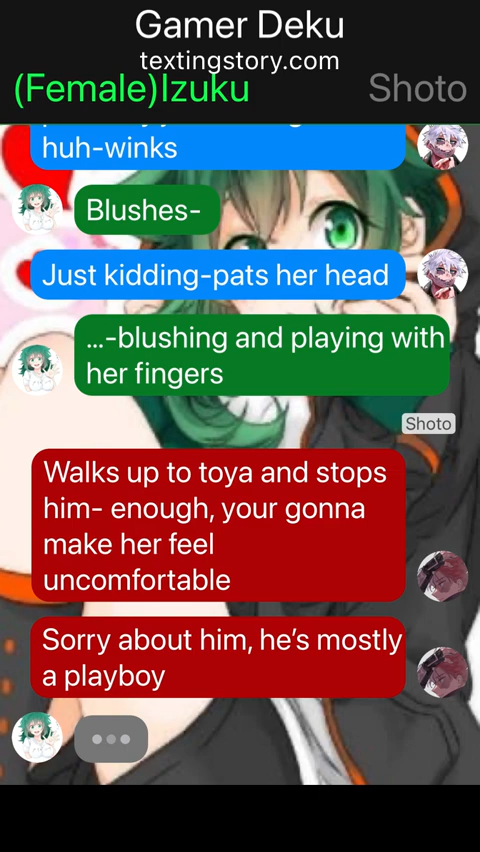 Gamer Deku
textingstory.com
(Female)Izuku
Shoto
huh-winks
Blushes-
Just kidding-pats her head
...-blushing and playing with
her fingers
Shoto
Walks up to toya and stops
him- enough, your gonna
make her feel
uncomfortable
Sorry about him, he's mostly
a playboy